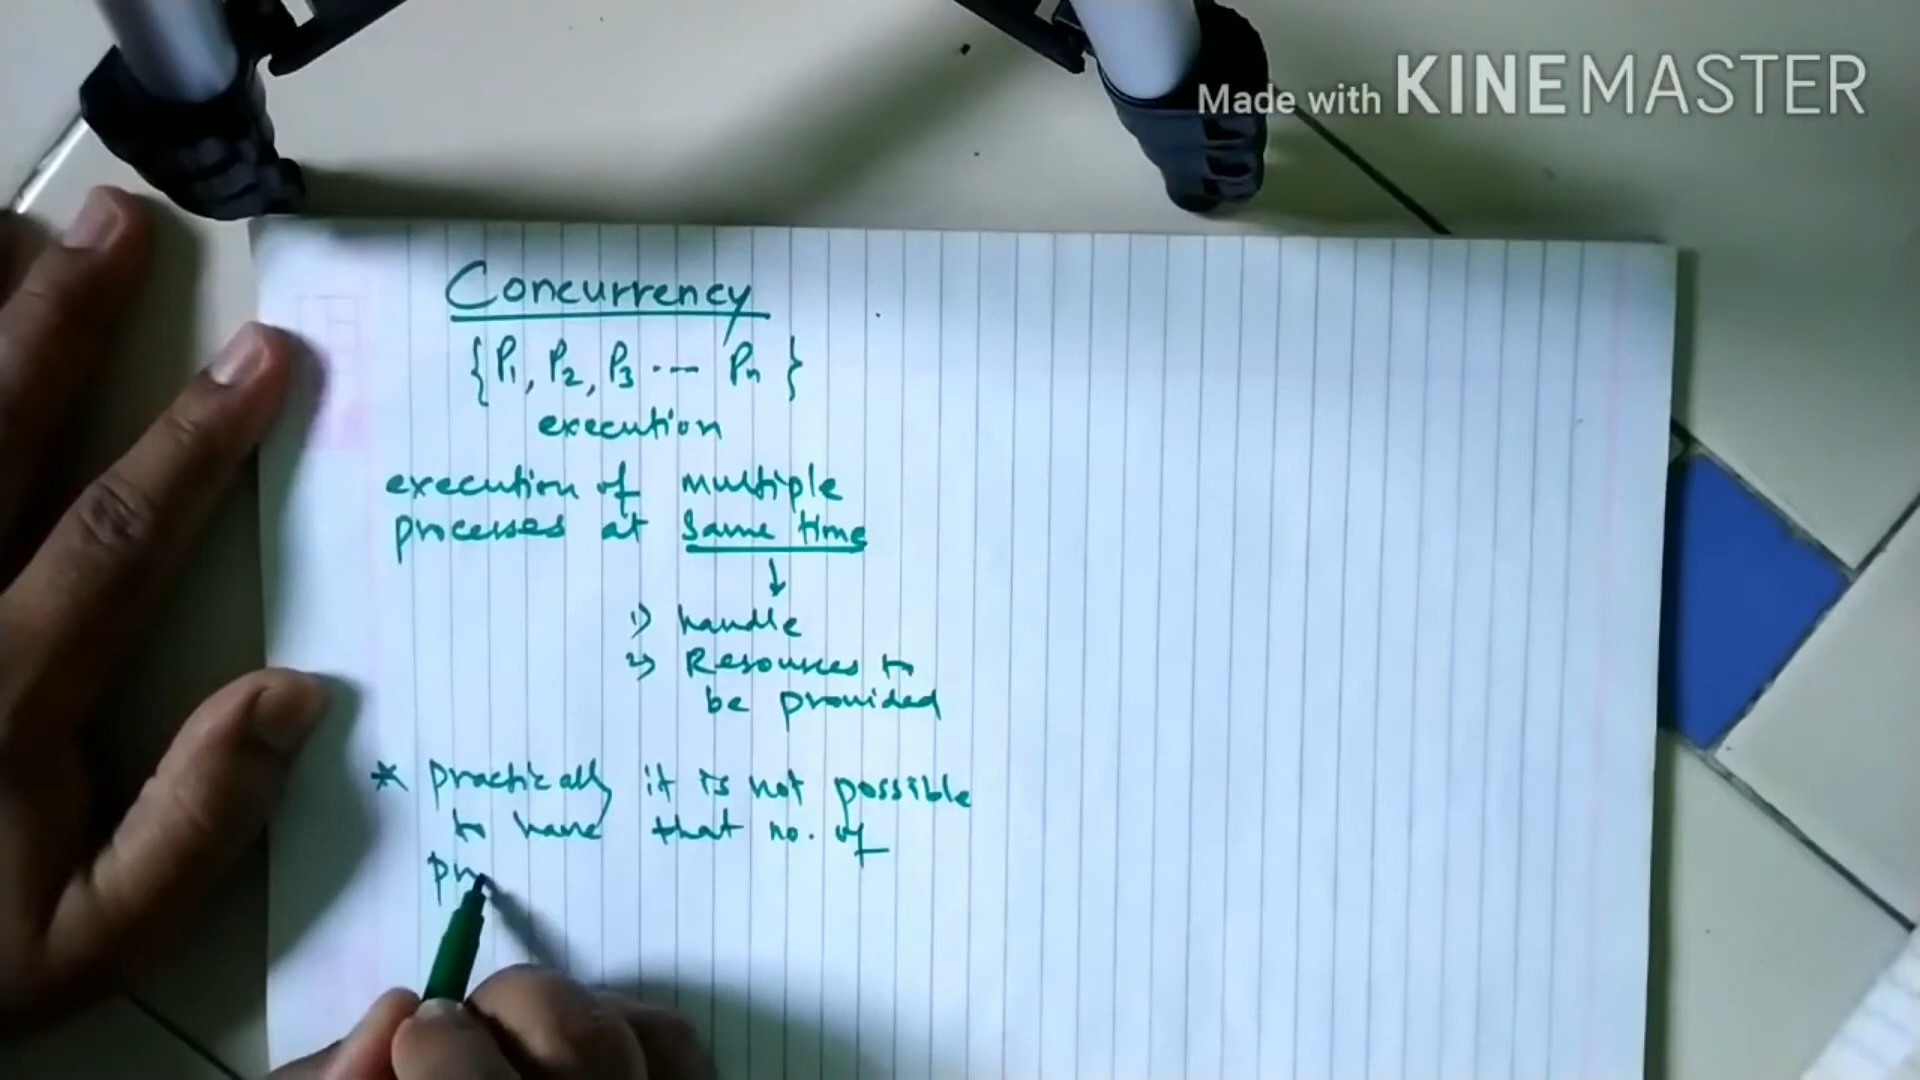 Made with KINEMASTER
Concurrency
{P1, P2, P3 ·-- Pn}
execution
execution of multiple
processes at same time
↓
1) handle
2) Resources to
be provided
* practically it is not possible
to have that no. of
pr